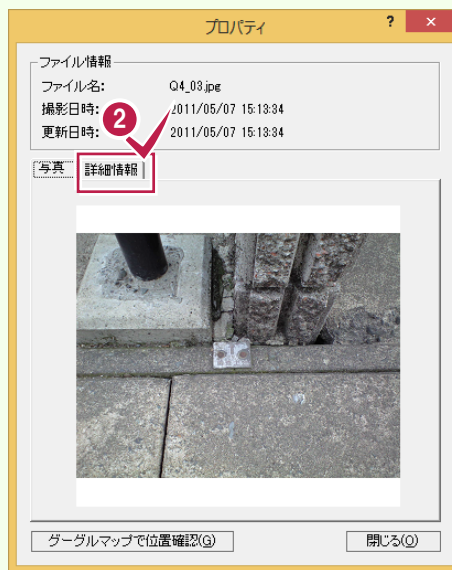 プロパティ
? ×
ファイル情報
ファイル名: Q4_03.jpg
撮影日時: 2011/05/07 15:13:34
更新日時: 2011/05/07 15:13:34
2
写真 詳細情報
グーグルマップで位置確認(G) 閉じる(O)